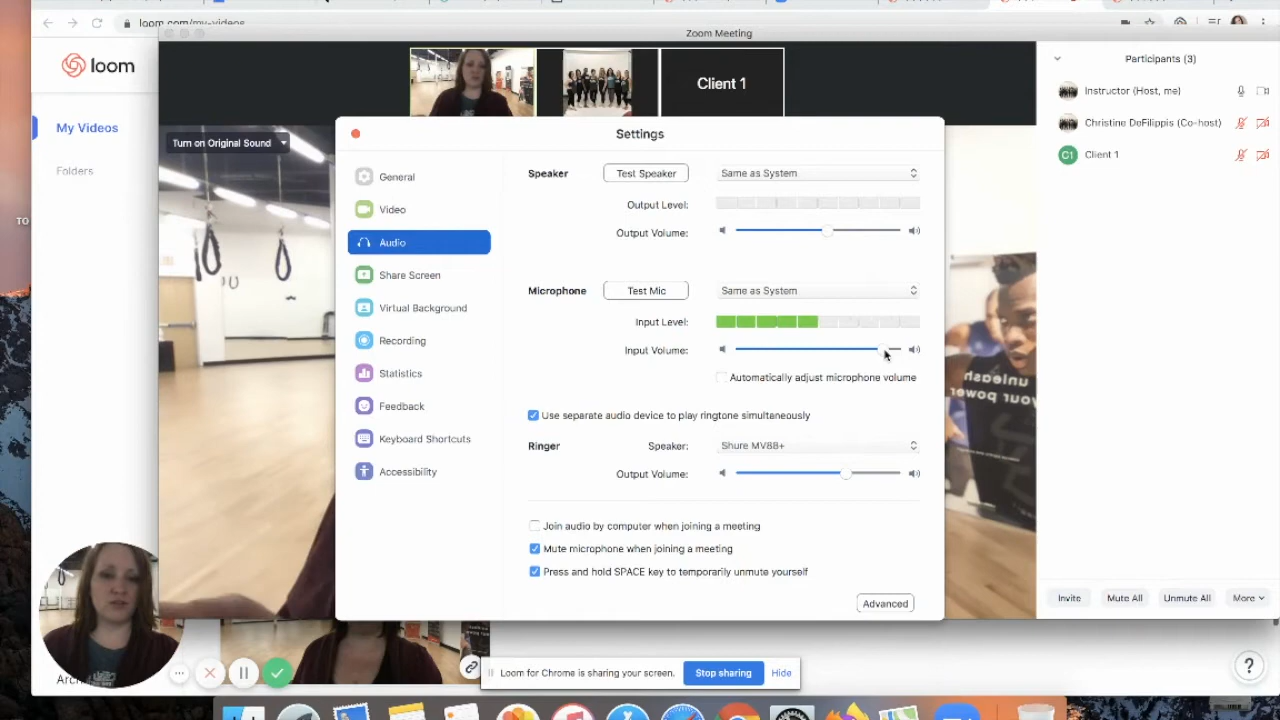 loom.com/my-videos
Zoom Meeting
loom
My Videos
Folders
TO
Client 1
Participants (3)
Instructor (Host, me)
Christine DeFilippis (Co-host)
C1 Client 1
Turn on Original Sound
Settings
General
Video
Audio
Share Screen
Virtual Background
Recording
Statistics
Feedback
Keyboard Shortcuts
Accessibility
Speaker Test Speaker Same as System
Output Level:
Output Volume:
Microphone Test Mic Same as System
Input Level:
Input Volume:
Automatically adjust microphone volume
Use separate audio device to play ringtone simultaneously
Ringer Speaker: Shure MV88+
Output Volume:
Join audio by computer when joining a meeting
Mute microphone when joining a meeting
Press and hold SPACE key to temporarily unmute yourself
Advanced
unleash
your power
Invite Mute All Unmute All More
Loom for Chrome is sharing your screen. Stop sharing Hide
?